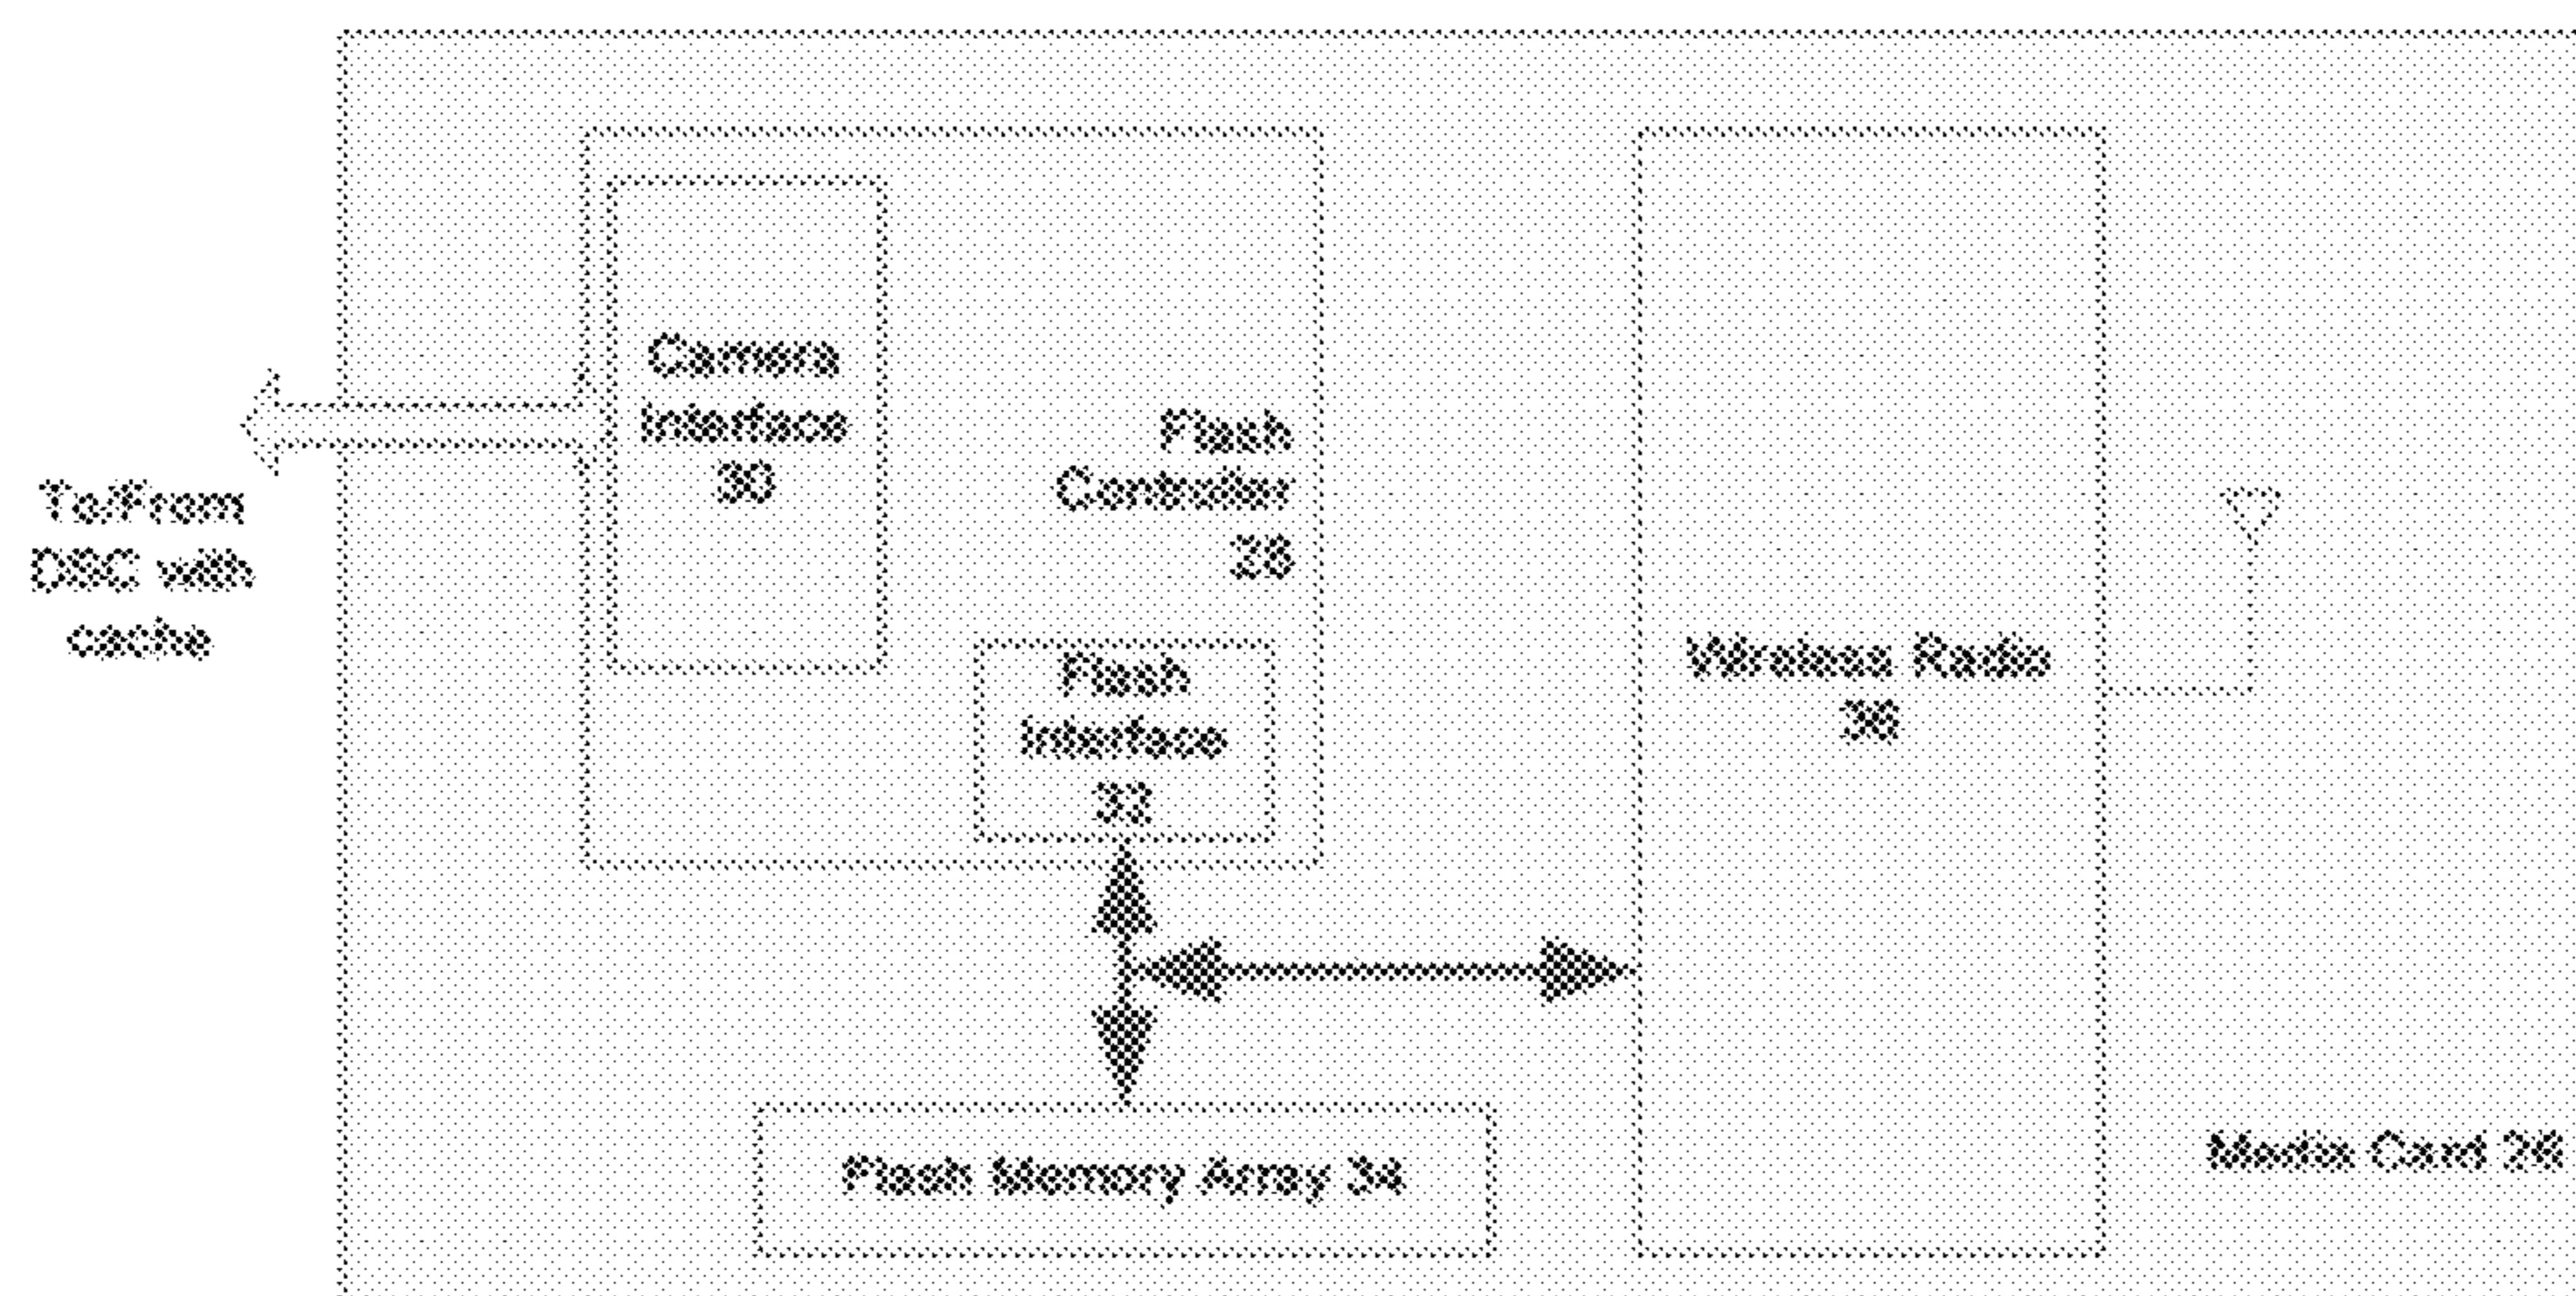 Camera
Interface
30
Flash
Controller
28
To/From
DSC with
cache
Flash
Interface
32
Wireless Radio
36
Flash Memory Array 34
Media Card 26